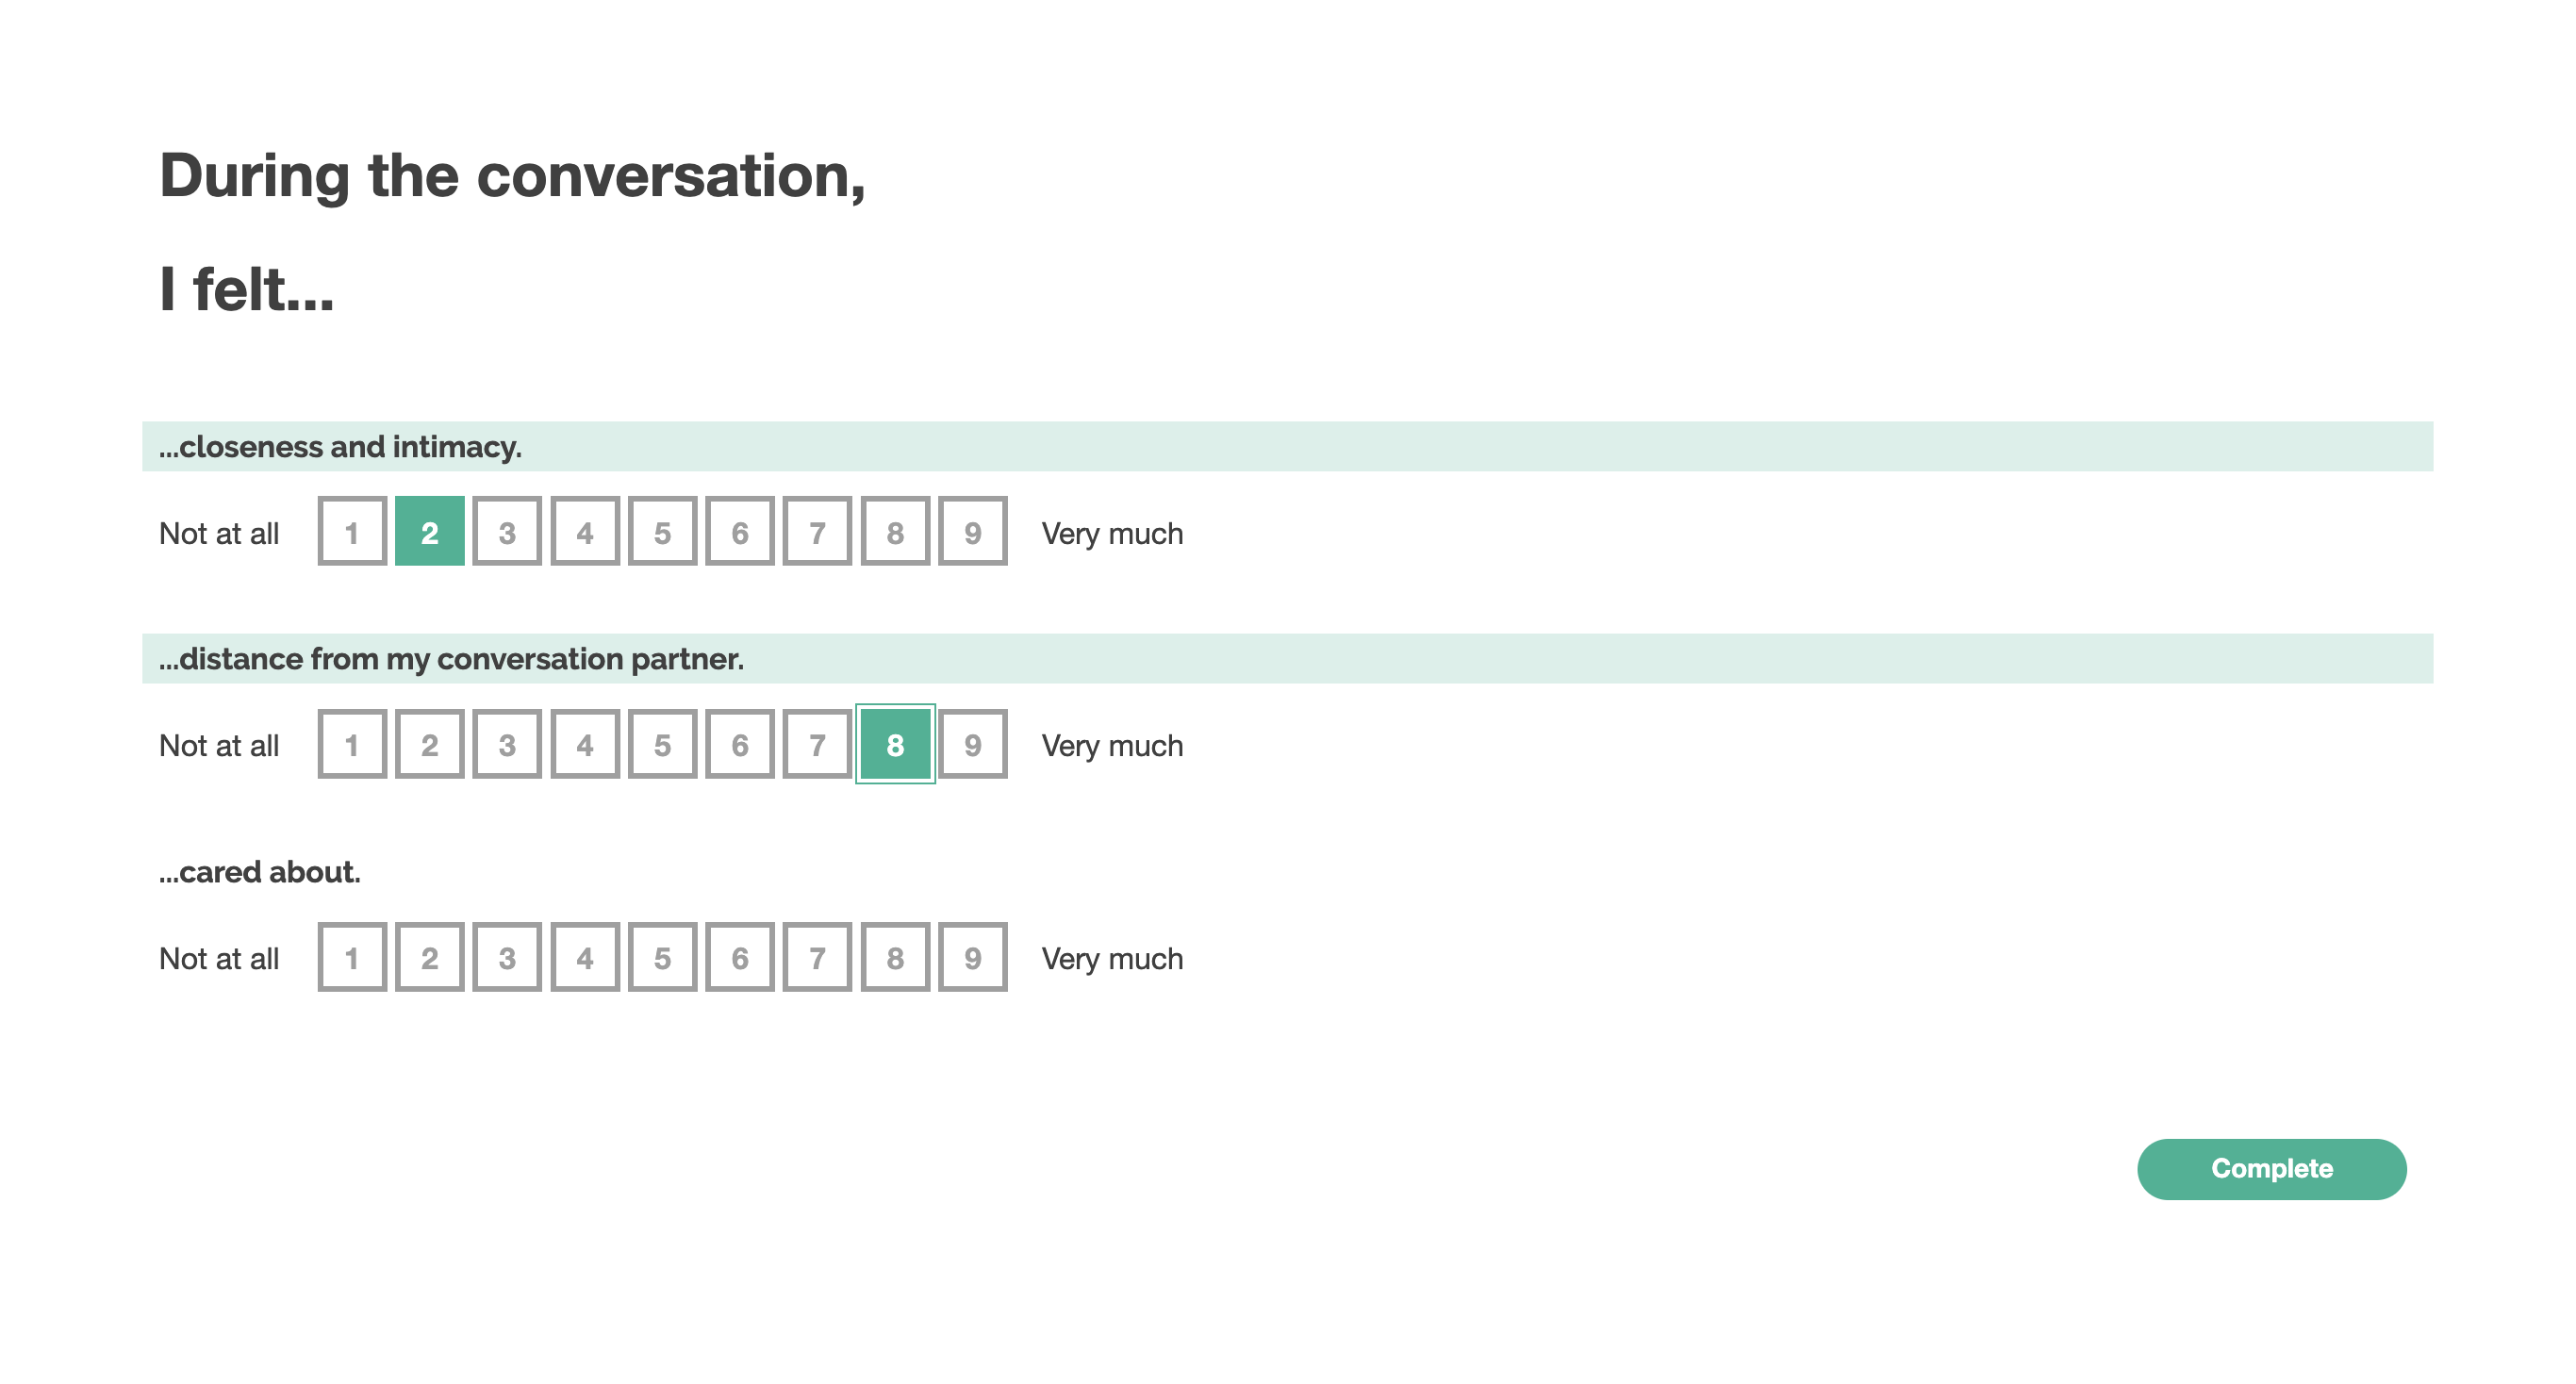 During the conversation,
I felt...
...closeness and intimacy.
Not at all 1 2 3 4 5 6 7 8 9 Very much
...distance from my conversation partner.
Not at all 1 2 3 4 5 6 7 8 9 Very much
...cared about.
Not at all 1 2 3 4 5 6 7 8 9 Very much
Complete